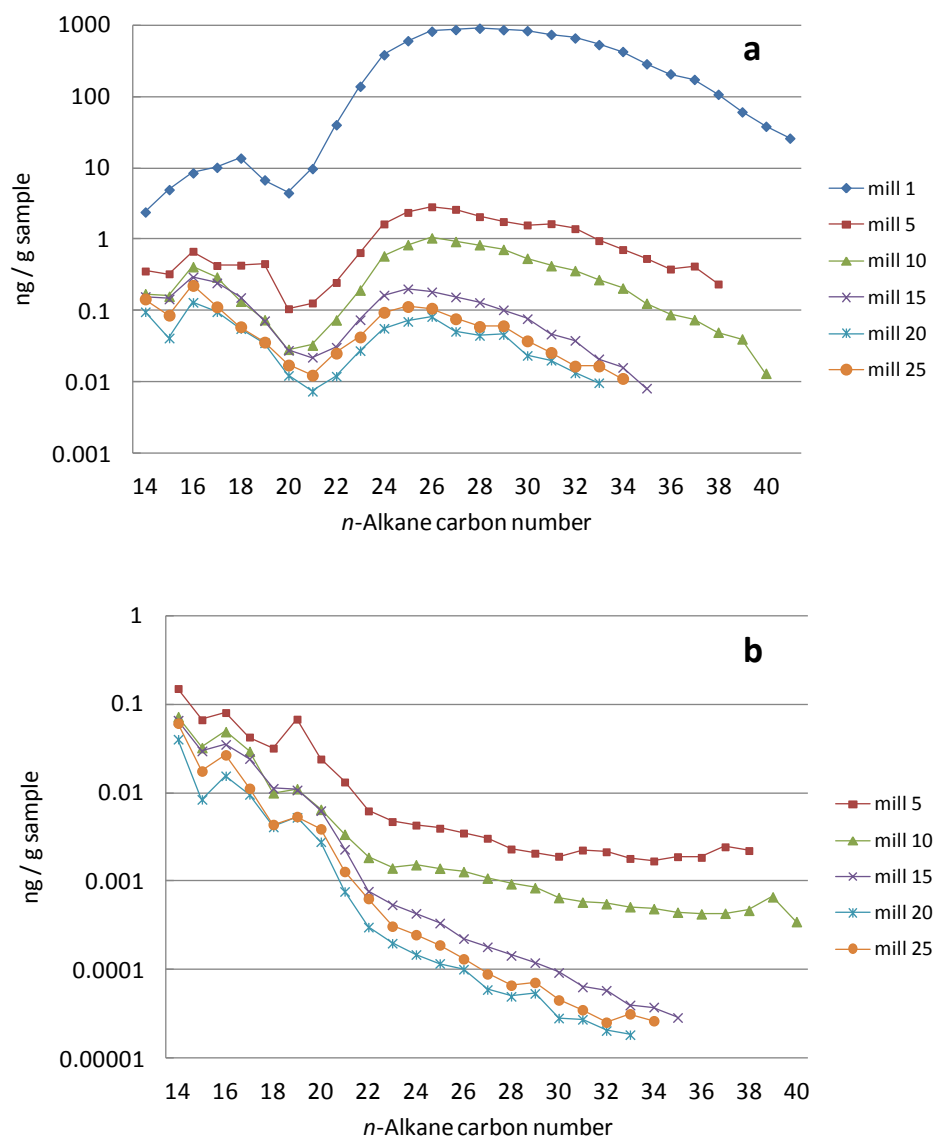 1000
100
10
1
0.1
0.01
0.001
ng / g sample
a
14 16 18 20 22 24 26 28 30 32 34 36 38 40
n-Alkane carbon number
mill 1
mill 5
mill 10
mill 15
mill 20
mill 25
1
0.1
0.01
0.001
0.0001
0.00001
ng / g sample
b
14 16 18 20 22 24 26 28 30 32 34 36 38 40
n-Alkane carbon number
mill 5
mill 10
mill 15
mill 20
mill 25